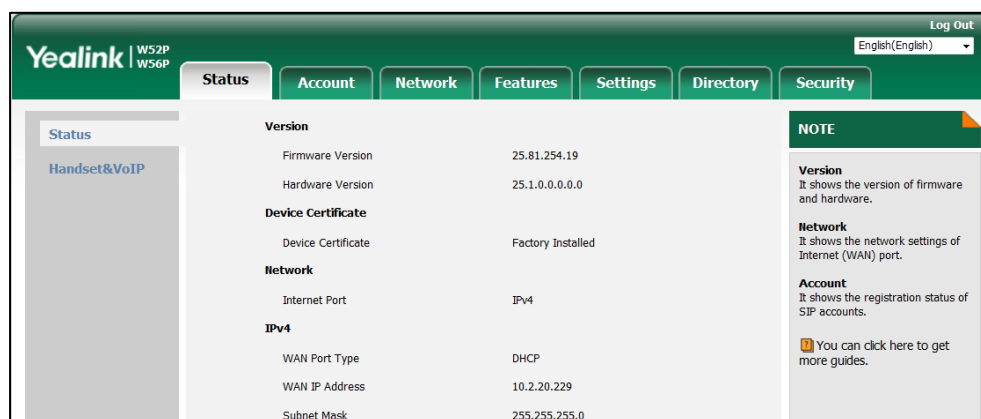 Log Out
Yealink | W52P
W56P
English(English)
Status Account Network Features Settings Directory Security
Status
Handset&VoIP
Version
Firmware Version 25.81.254.19
Hardware Version 25.1.0.0.0.0.0
Device Certificate
Device Certificate Factory Installed
Network
Internet Port IPv4
IPv4
WAN Port Type DHCP
WAN IP Address 10.2.20.229
Subnet Mask 255.255.255.0
NOTE
Version
It shows the version of firmware
and hardware.
Network
It shows the network settings of
Internet (WAN) port.
Account
It shows the registration status of
SIP accounts.
You can click here to get
more guides.